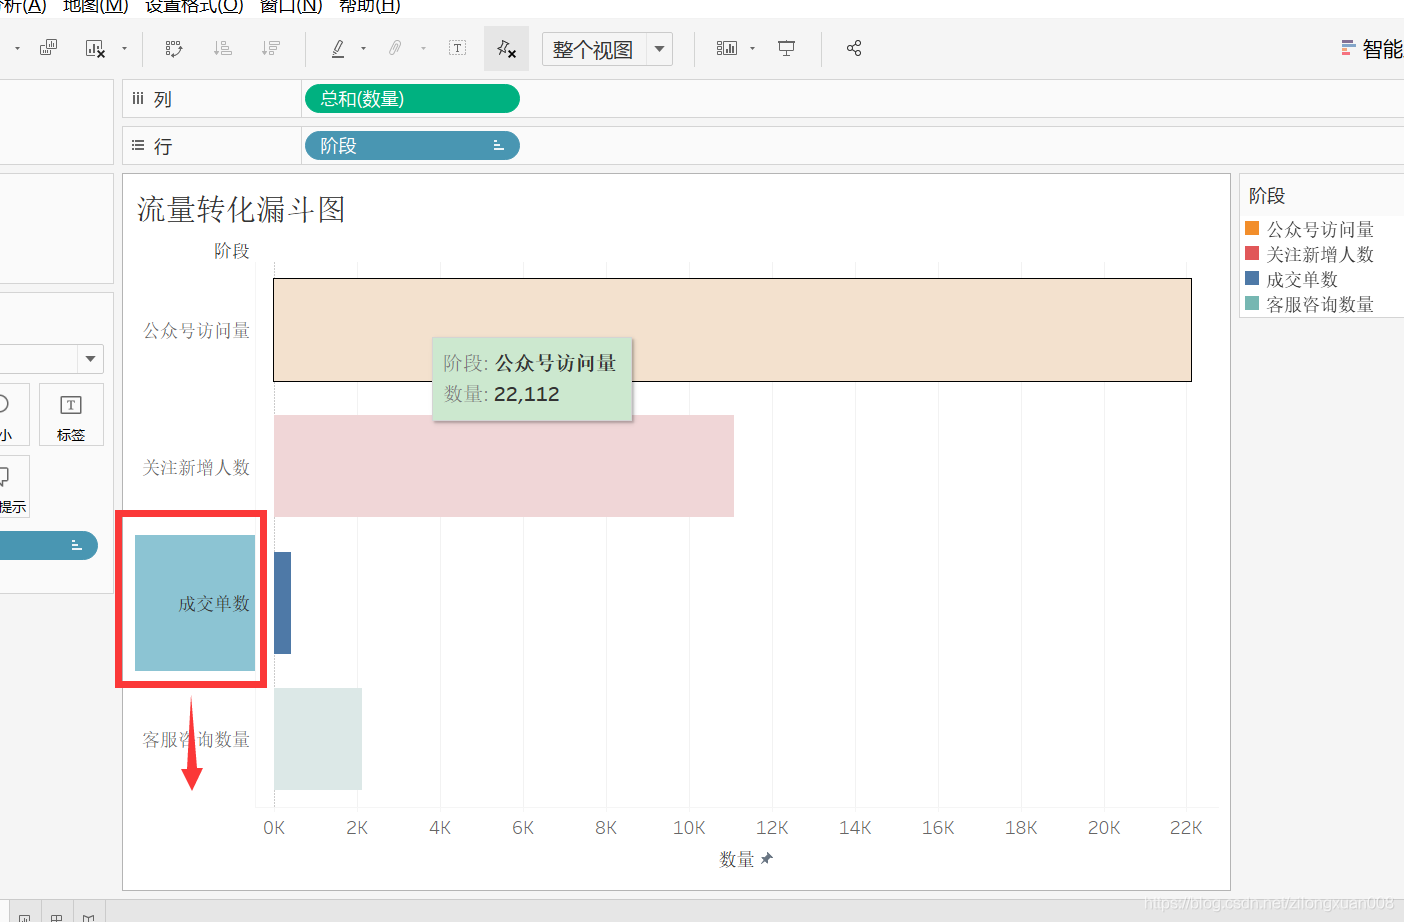 析(A) 地图(M) 设置格式(O) 窗口(N) 帮助(H)
整个视图
智能
列
总和(数量)
行
阶段
小
标签
提示
流量转化漏斗图
阶段
公众号访问量
关注新增人数
成交单数
客服咨询数量
阶段: 公众号访问量
数量: 22,112
0K 2K 4K 6K 8K 10K 12K 14K 16K 18K 20K 22K
数量
阶段
公众号访问量
关注新增人数
成交单数
客服咨询数量
https://blog.csdn.net/zilongxuan008